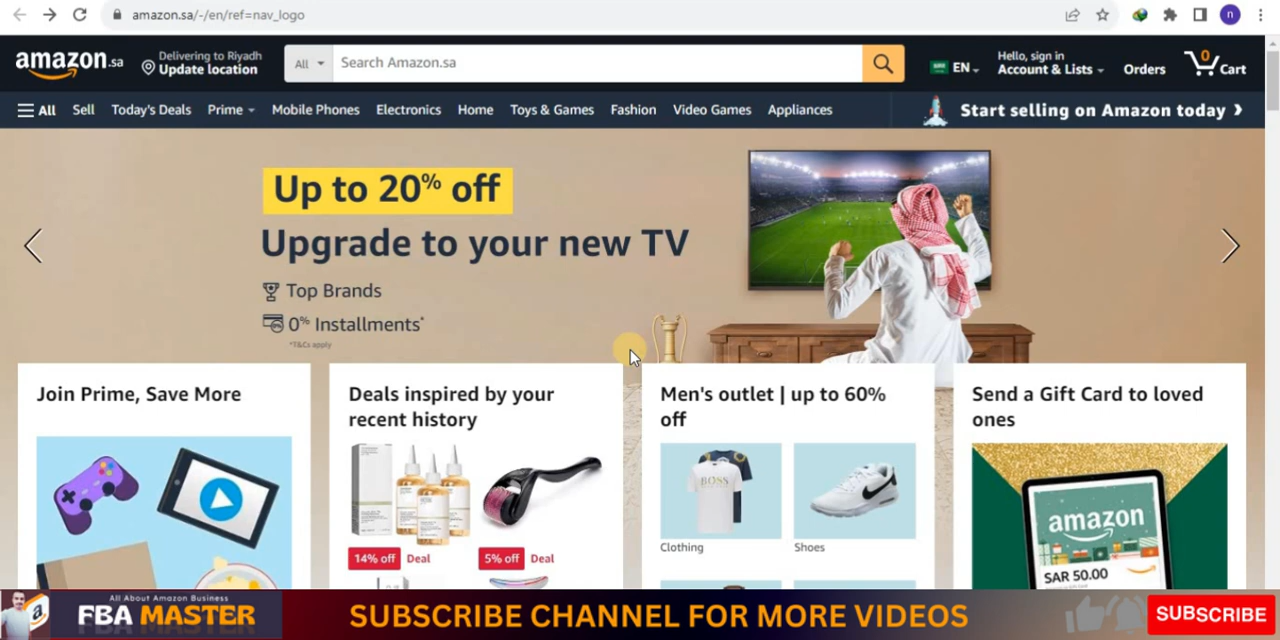 amazon.sa/-/en/ref=nav_logo
n
amazon.sa
Delivering to Riyadh
Update location
All
Search Amazon.sa
EN
Hello, sign in
Account & Lists
Orders
0
Cart
All
Sell
Today's Deals
Prime
Mobile Phones
Electronics
Home
Toys & Games
Fashion
Video Games
Appliances
Start selling on Amazon today
Up to 20% off
Upgrade to your new TV
Top Brands
0% Installments*
*T&Cs apply
Join Prime, Save More
Deals inspired by your
recent history
14% off
Deal
5% off
Deal
Men's outlet | up to 60%
off
BOSS
Clothing
Shoes
Send a Gift Card to loved
ones
amazon
SAR 50.00
All About Amazon Business
FBA MASTER
SUBSCRIBE CHANNEL FOR MORE VIDEOS
SUBSCRIBE